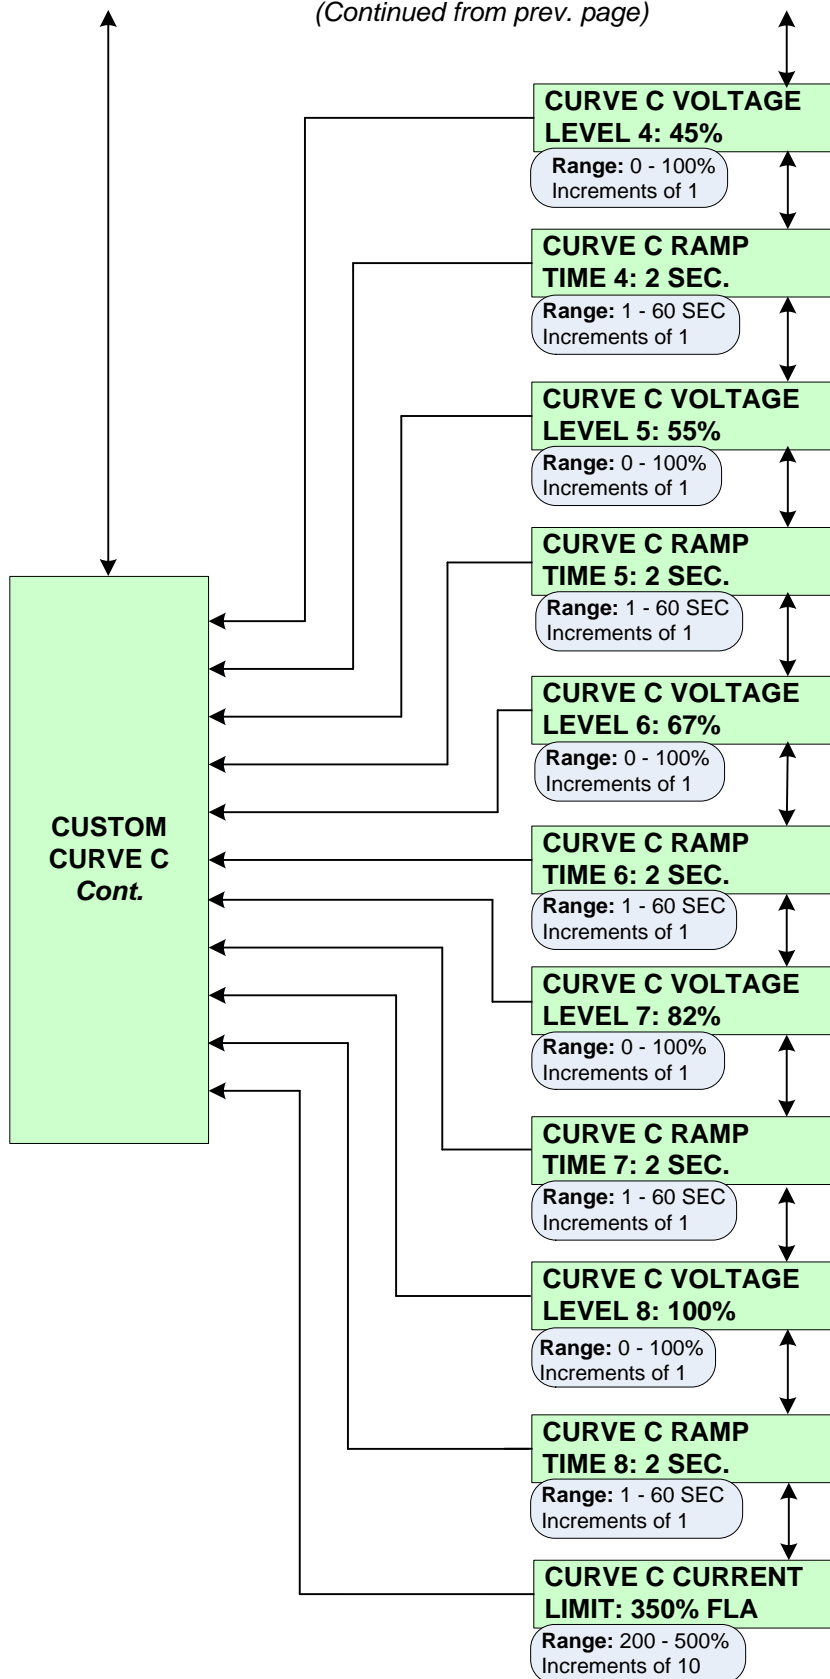 (Continued from prev. page)
CURVE C VOLTAGE
LEVEL 4: 45%
Range: 0 - 100%
Increments of 1
CURVE C RAMP
TIME 4: 2 SEC.
Range: 1 - 60 SEC
Increments of 1
CURVE C VOLTAGE
LEVEL 5: 55%
Range: 0 - 100%
Increments of 1
CURVE C RAMP
TIME 5: 2 SEC.
Range: 1 - 60 SEC
Increments of 1
CURVE C VOLTAGE
LEVEL 6: 67%
Range: 0 - 100%
Increments of 1
CUSTOM
CURVE C
Cont.
CURVE C RAMP
TIME 6: 2 SEC.
Range: 1 - 60 SEC
Increments of 1
CURVE C VOLTAGE
LEVEL 7: 82%
Range: 0 - 100%
Increments of 1
CURVE C RAMP
TIME 7: 2 SEC.
Range: 1 - 60 SEC
Increments of 1
CURVE C VOLTAGE
LEVEL 8: 100%
Range: 0 - 100%
Increments of 1
CURVE C RAMP
TIME 8: 2 SEC.
Range: 1 - 60 SEC
Increments of 1
CURVE C CURRENT
LIMIT: 350% FLA
Range: 200 - 500%
Increments of 10